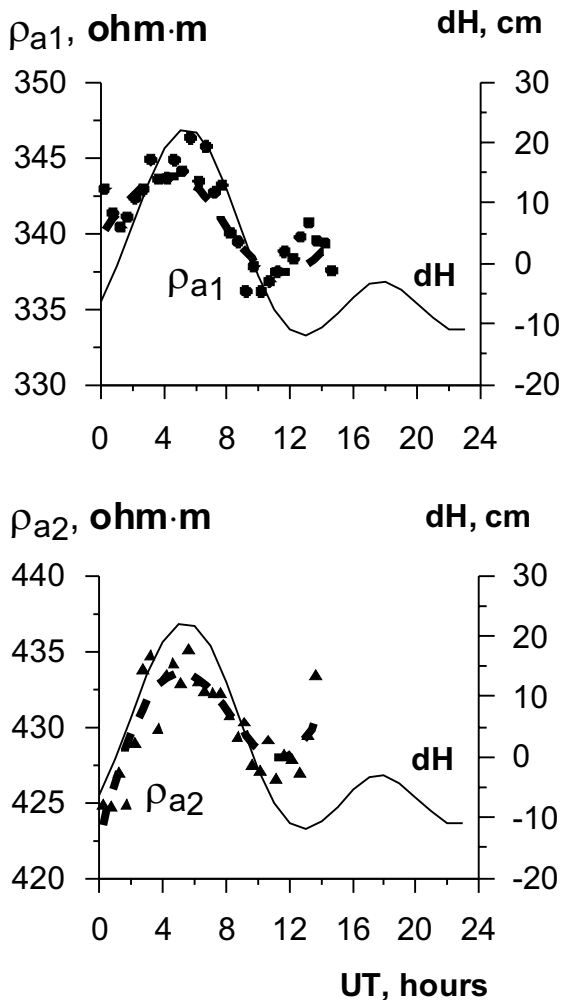 ρa1, ohm·m dH, cm
350 30
345 20
340 10
0
335 ρa1 dH
-10
330 -20
0 4 8 12 16 20 24
ρa2, ohm·m dH, cm
440 30
435 20
10
430 0
dH
425 ρa2 -10
420 -20
0 4 8 12 16 20 24
UT, hours